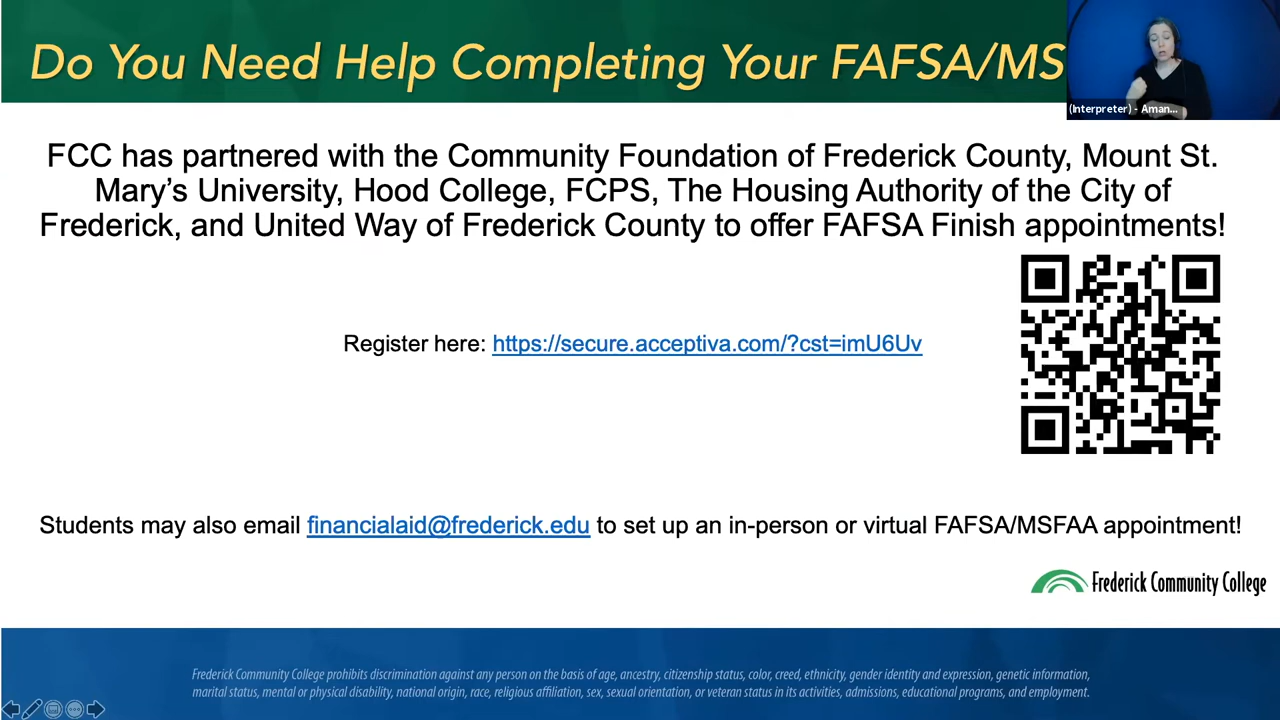 Do You Need Help Completing Your FAFSA/MS
(Interpreter) - Aman...
FCC has partnered with the Community Foundation of Frederick County, Mount St.
Mary’s University, Hood College, FCPS, The Housing Authority of the City of
Frederick, and United Way of Frederick County to offer FAFSA Finish appointments!
Register here: https://secure.acceptiva.com/?cst=imU6Uv
Students may also email financialaid@frederick.edu to set up an in-person or virtual FAFSA/MSFAA appointment!
Frederick Community College
Frederick Community College prohibits discrimination against any person on the basis of age, ancestry, citizenship status, color, creed, ethnicity, gender identity and expression, genetic information,
marital status, mental or physical disability, national origin, race, religious affiliation, sex, sexual orientation, or veteran status in its activities, admissions, educational programs, and employment.